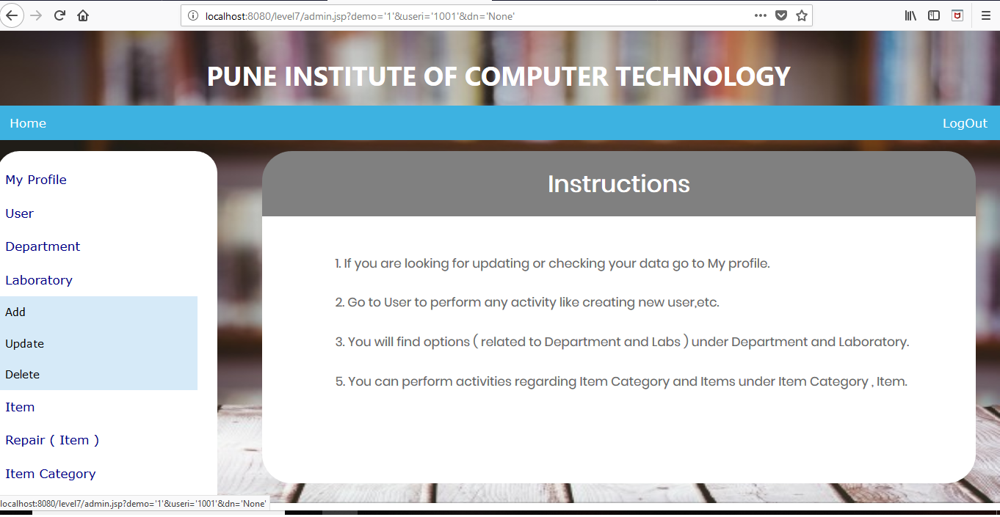 localhost:8080/level7/admin.jsp?demo='1'&useri='1001'&dn='None'
PUNE INSTITUTE OF COMPUTER TECHNOLOGY
Home
LogOut
My Profile
User
Department
Laboratory
Add
Update
Delete
Item
Repair ( Item )
Item Category
Instructions
1. If you are looking for updating or checking your data go to My profile.
2. Go to User to perform any activity like creating new user,etc.
3. You will find options ( related to Department and Labs ) under Department and Laboratory.
5. You can perform activities regarding Item Category and Items under Item Category , Item.
localhost:8080/level7/admin.jsp?demo='1'&useri='1001'&dn='None'